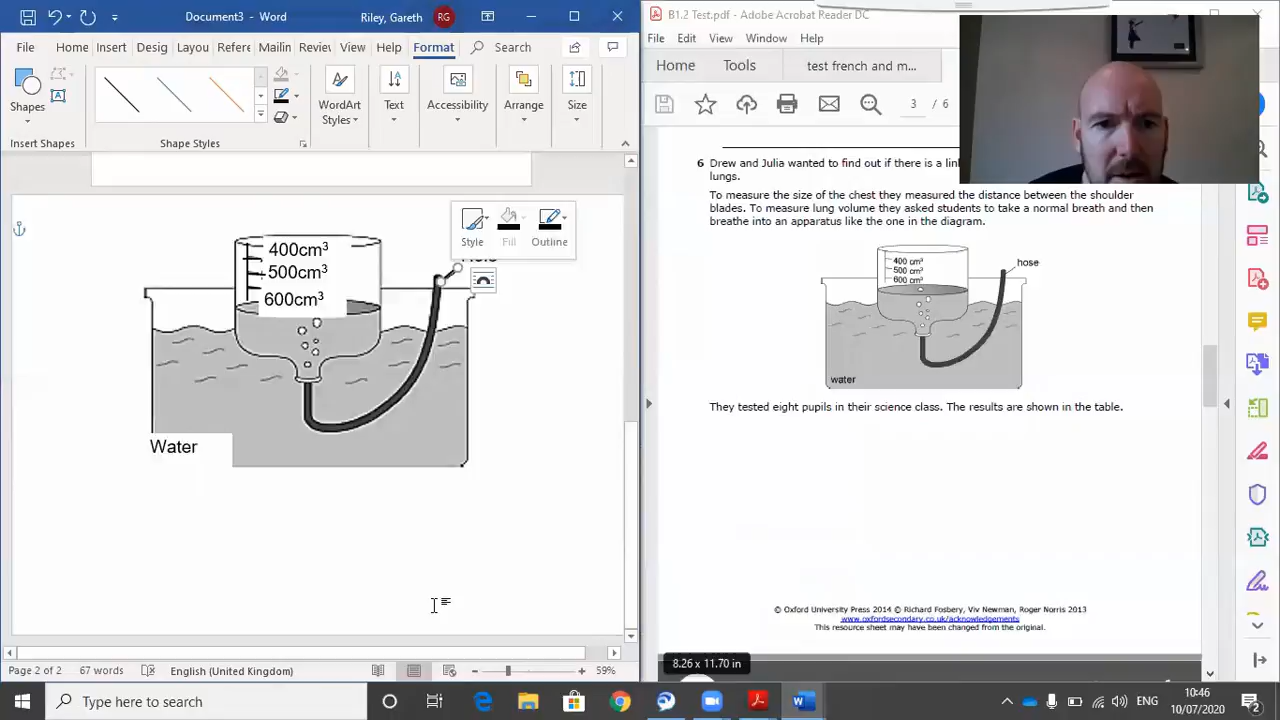 Document3 - Word
Riley, Garen
RG
File
Home
Insert
Desig
Layou
Refere
Mailin
Reviev
View
Help
Format
Search
Shapes
WordArt
Styles
Text
Accessibility
Arrange
Size
Insert Shapes
Shape Styles
Style
Fill
Outline
400cm³
500cm³
600cm³
Water
Page 2 of 2
67 words
English (United Kingdom)
59%
B1.2 Test.pdf - Adobe Acrobat Reader DC
File
Edit
View
Window
Help
Home
Tools
test french and m...
3 / 6
6 Drew and Julia wanted to find out if there is a
lungs.
To measure the size of the chest they measured the distance between the shoulder
blades. To measure lung volume they asked students to take a normal breath and then
breathe into an apparatus like the one in the diagram.
400 cm³
500 cm³
600 cm³
hose
water
They tested eight pupils in their science class. The results are shown in the table.
© Oxford University Press 2014 © Richard Fosbery, Viv Newman, Roger Norris 2013
www.oxfordsecondary.co.uk/acknowledgements
This resource sheet may have been changed from the original.
8.26 x 11.70 in
Type here to search
ENG
10:46
10/07/2020
2